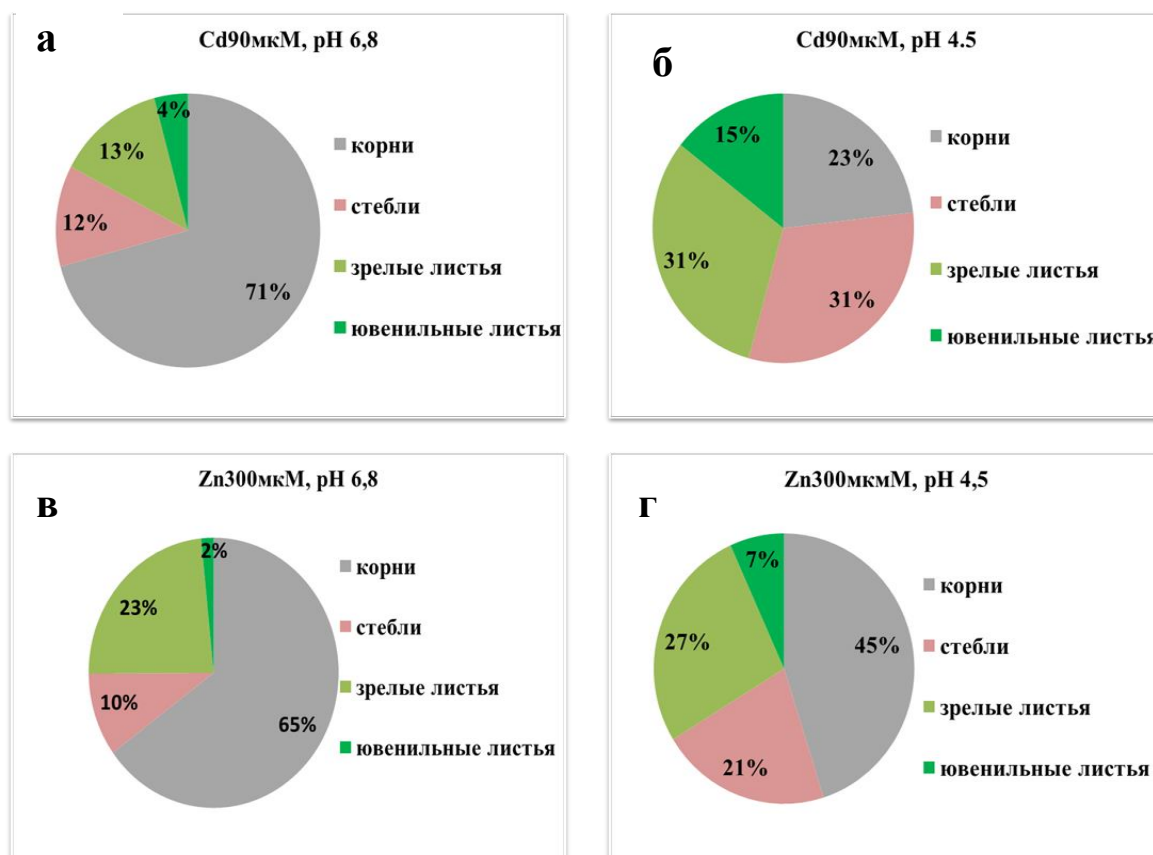 а
Cd90мкМ, pH 6,8
4%
13%
12%
71%
корни
стебли
зрелые листья
ювенильные листья
б
Cd90мкМ, pH 4.5
15%
23%
31%
31%
корни
стебли
зрелые листья
ювенильные листья
в
Zn300мкМ, pH 6,8
2%
23%
10%
65%
корни
стебли
зрелые листья
ювенильные листья
г
Zn300мкмМ, pH 4,5
7%
27%
45%
21%
корни
стебли
зрелые листья
ювенильные листья